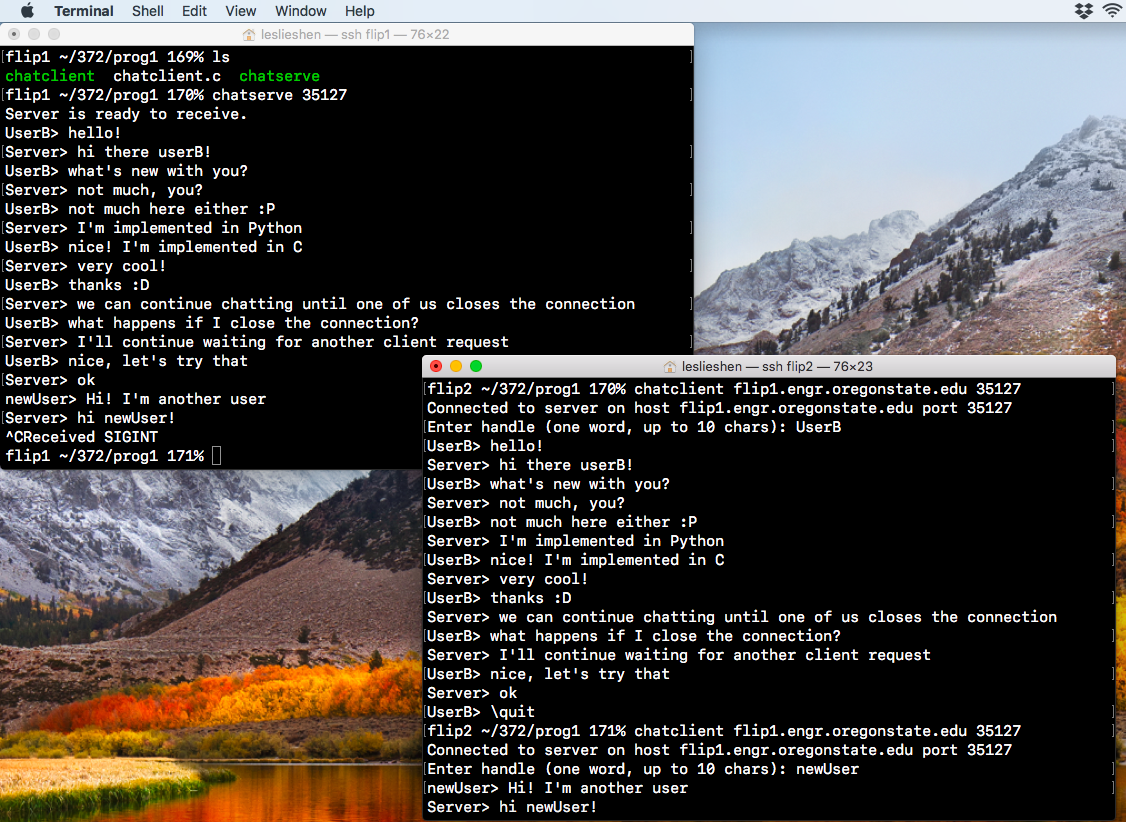 Terminal Shell Edit View Window Help
leslieshen — ssh flip1 — 76×22
flip1 ~/372/prog1 169% ls
chatclient chatclient.c chatserve
flip1 ~/372/prog1 170% chatserve 35127
Server is ready to receive.
UserB> hello!
Server> hi there userB!
UserB> what's new with you?
Server> not much, you?
UserB> not much here either :P
Server> I'm implemented in Python
UserB> nice! I'm implemented in C
Server> very cool!
UserB> thanks :D
Server> we can continue chatting until one of us closes the connection
UserB> what happens if I close the connection?
Server> I'll continue waiting for another client request
UserB> nice, let's try that
Server> ok
newUser> Hi! I'm another user
Server> hi newUser!
^CReceived SIGINT
flip1 ~/372/prog1 171%
leslieshen — ssh flip2 — 76×23
flip2 ~/372/prog1 170% chatclient flip1.engr.oregonstate.edu 35127
Connected to server on host flip1.engr.oregonstate.edu port 35127
Enter handle (one word, up to 10 chars): UserB
UserB> hello!
Server> hi there userB!
UserB> what's new with you?
Server> not much, you?
UserB> not much here either :P
Server> I'm implemented in Python
UserB> nice! I'm implemented in C
Server> very cool!
UserB> thanks :D
Server> we can continue chatting until one of us closes the connection
UserB> what happens if I close the connection?
Server> I'll continue waiting for another client request
UserB> nice, let's try that
Server> ok
UserB> \quit
flip2 ~/372/prog1 171% chatclient flip1.engr.oregonstate.edu 35127
Connected to server on host flip1.engr.oregonstate.edu port 35127
Enter handle (one word, up to 10 chars): newUser
newUser> Hi! I'm another user
Server> hi newUser!